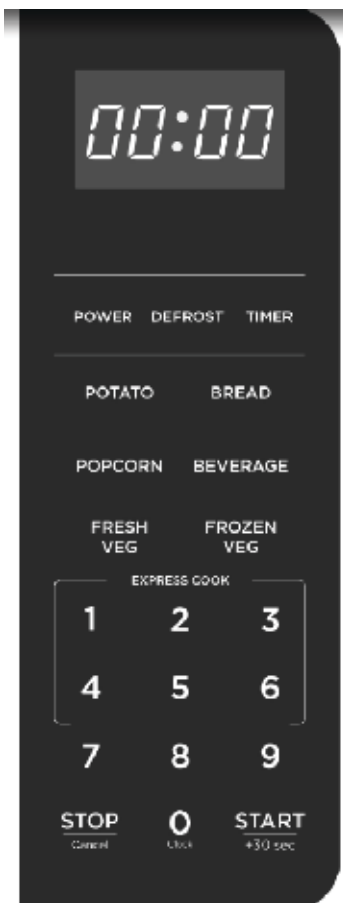 00:00
POWER DEFROST TIMER
POTATO BREAD
POPCORN BEVERAGE
FRESH VEG FROZEN VEG
EXPRESS COOK
1 2 3
4 5 6
7 8 9
STOP 0 START
Cancel Clock +30 sec